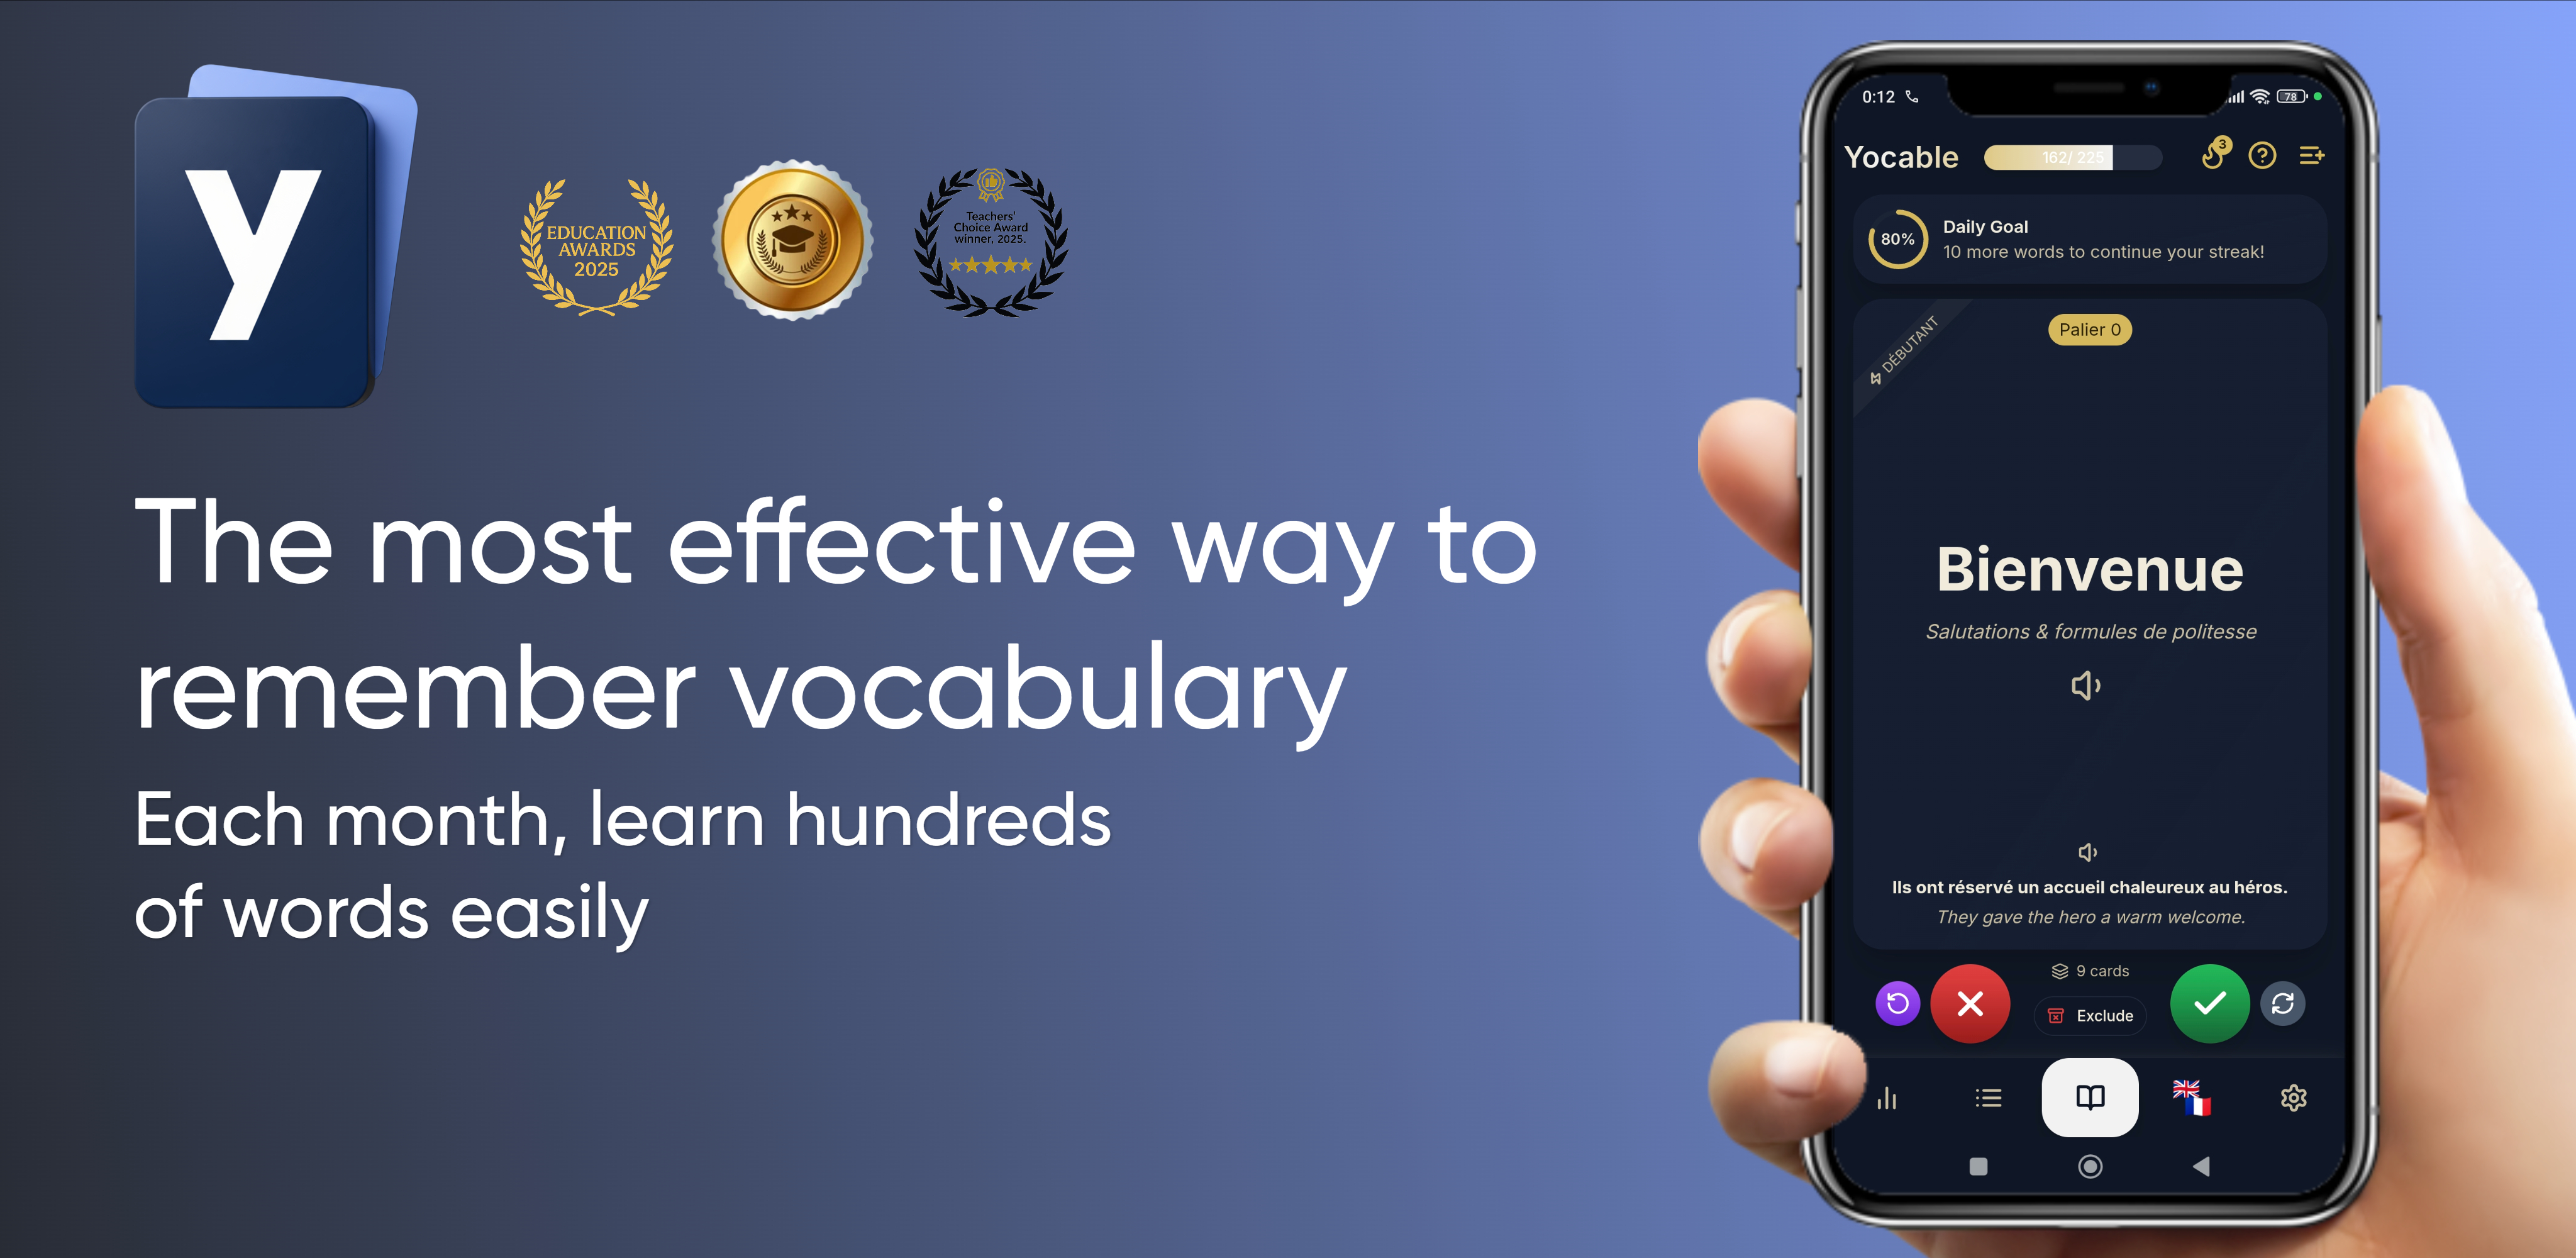 y
EDUCATION
AWARDS
2025
Teachers'
Choice Award
winner, 2025.
The most effective way to
remember vocabulary
Each month, learn hundreds
of words easily
0:12
78
Yocable
162/ 225
3
80%
Daily Goal
10 more words to continue your streak!
DÉBUTANT
Palier 0
Bienvenue
Salutations & formules de politesse
Ils ont réservé un accueil chaleureux au héros.
They gave the hero a warm welcome.
9 cards
Exclude